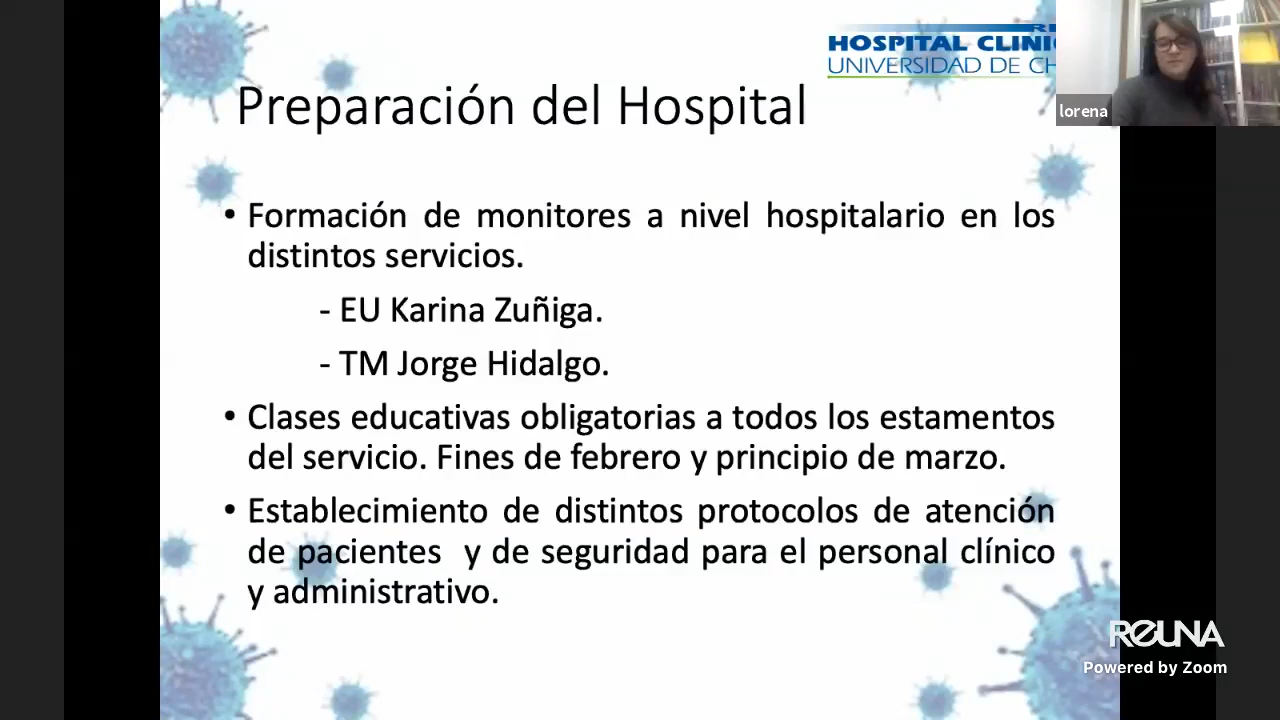 HOSPITAL CLINIC
UNIVERSIDAD DE CH
lorena
Preparación del Hospital
• Formación de monitores a nivel hospitalario en los
distintos servicios.
- EU Karina Zuñiga.
- TM Jorge Hidalgo.
• Clases educativas obligatorias a todos los estamentos
del servicio. Fines de febrero y principio de marzo.
• Establecimiento de distintos protocolos de atención
de pacientes y de seguridad para el personal clínico
y administrativo.
REUNA
Powered by Zoom